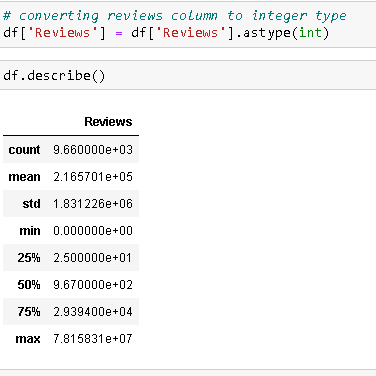 # converting reviews column to integer type
df['Reviews'] = df['Reviews'].astype(int)
df.describe()
Reviews
count 9.660000e+03
mean 2.165701e+05
std 1.831226e+06
min 0.000000e+00
25% 2.500000e+01
50% 9.670000e+02
75% 2.939400e+04
max 7.815831e+07